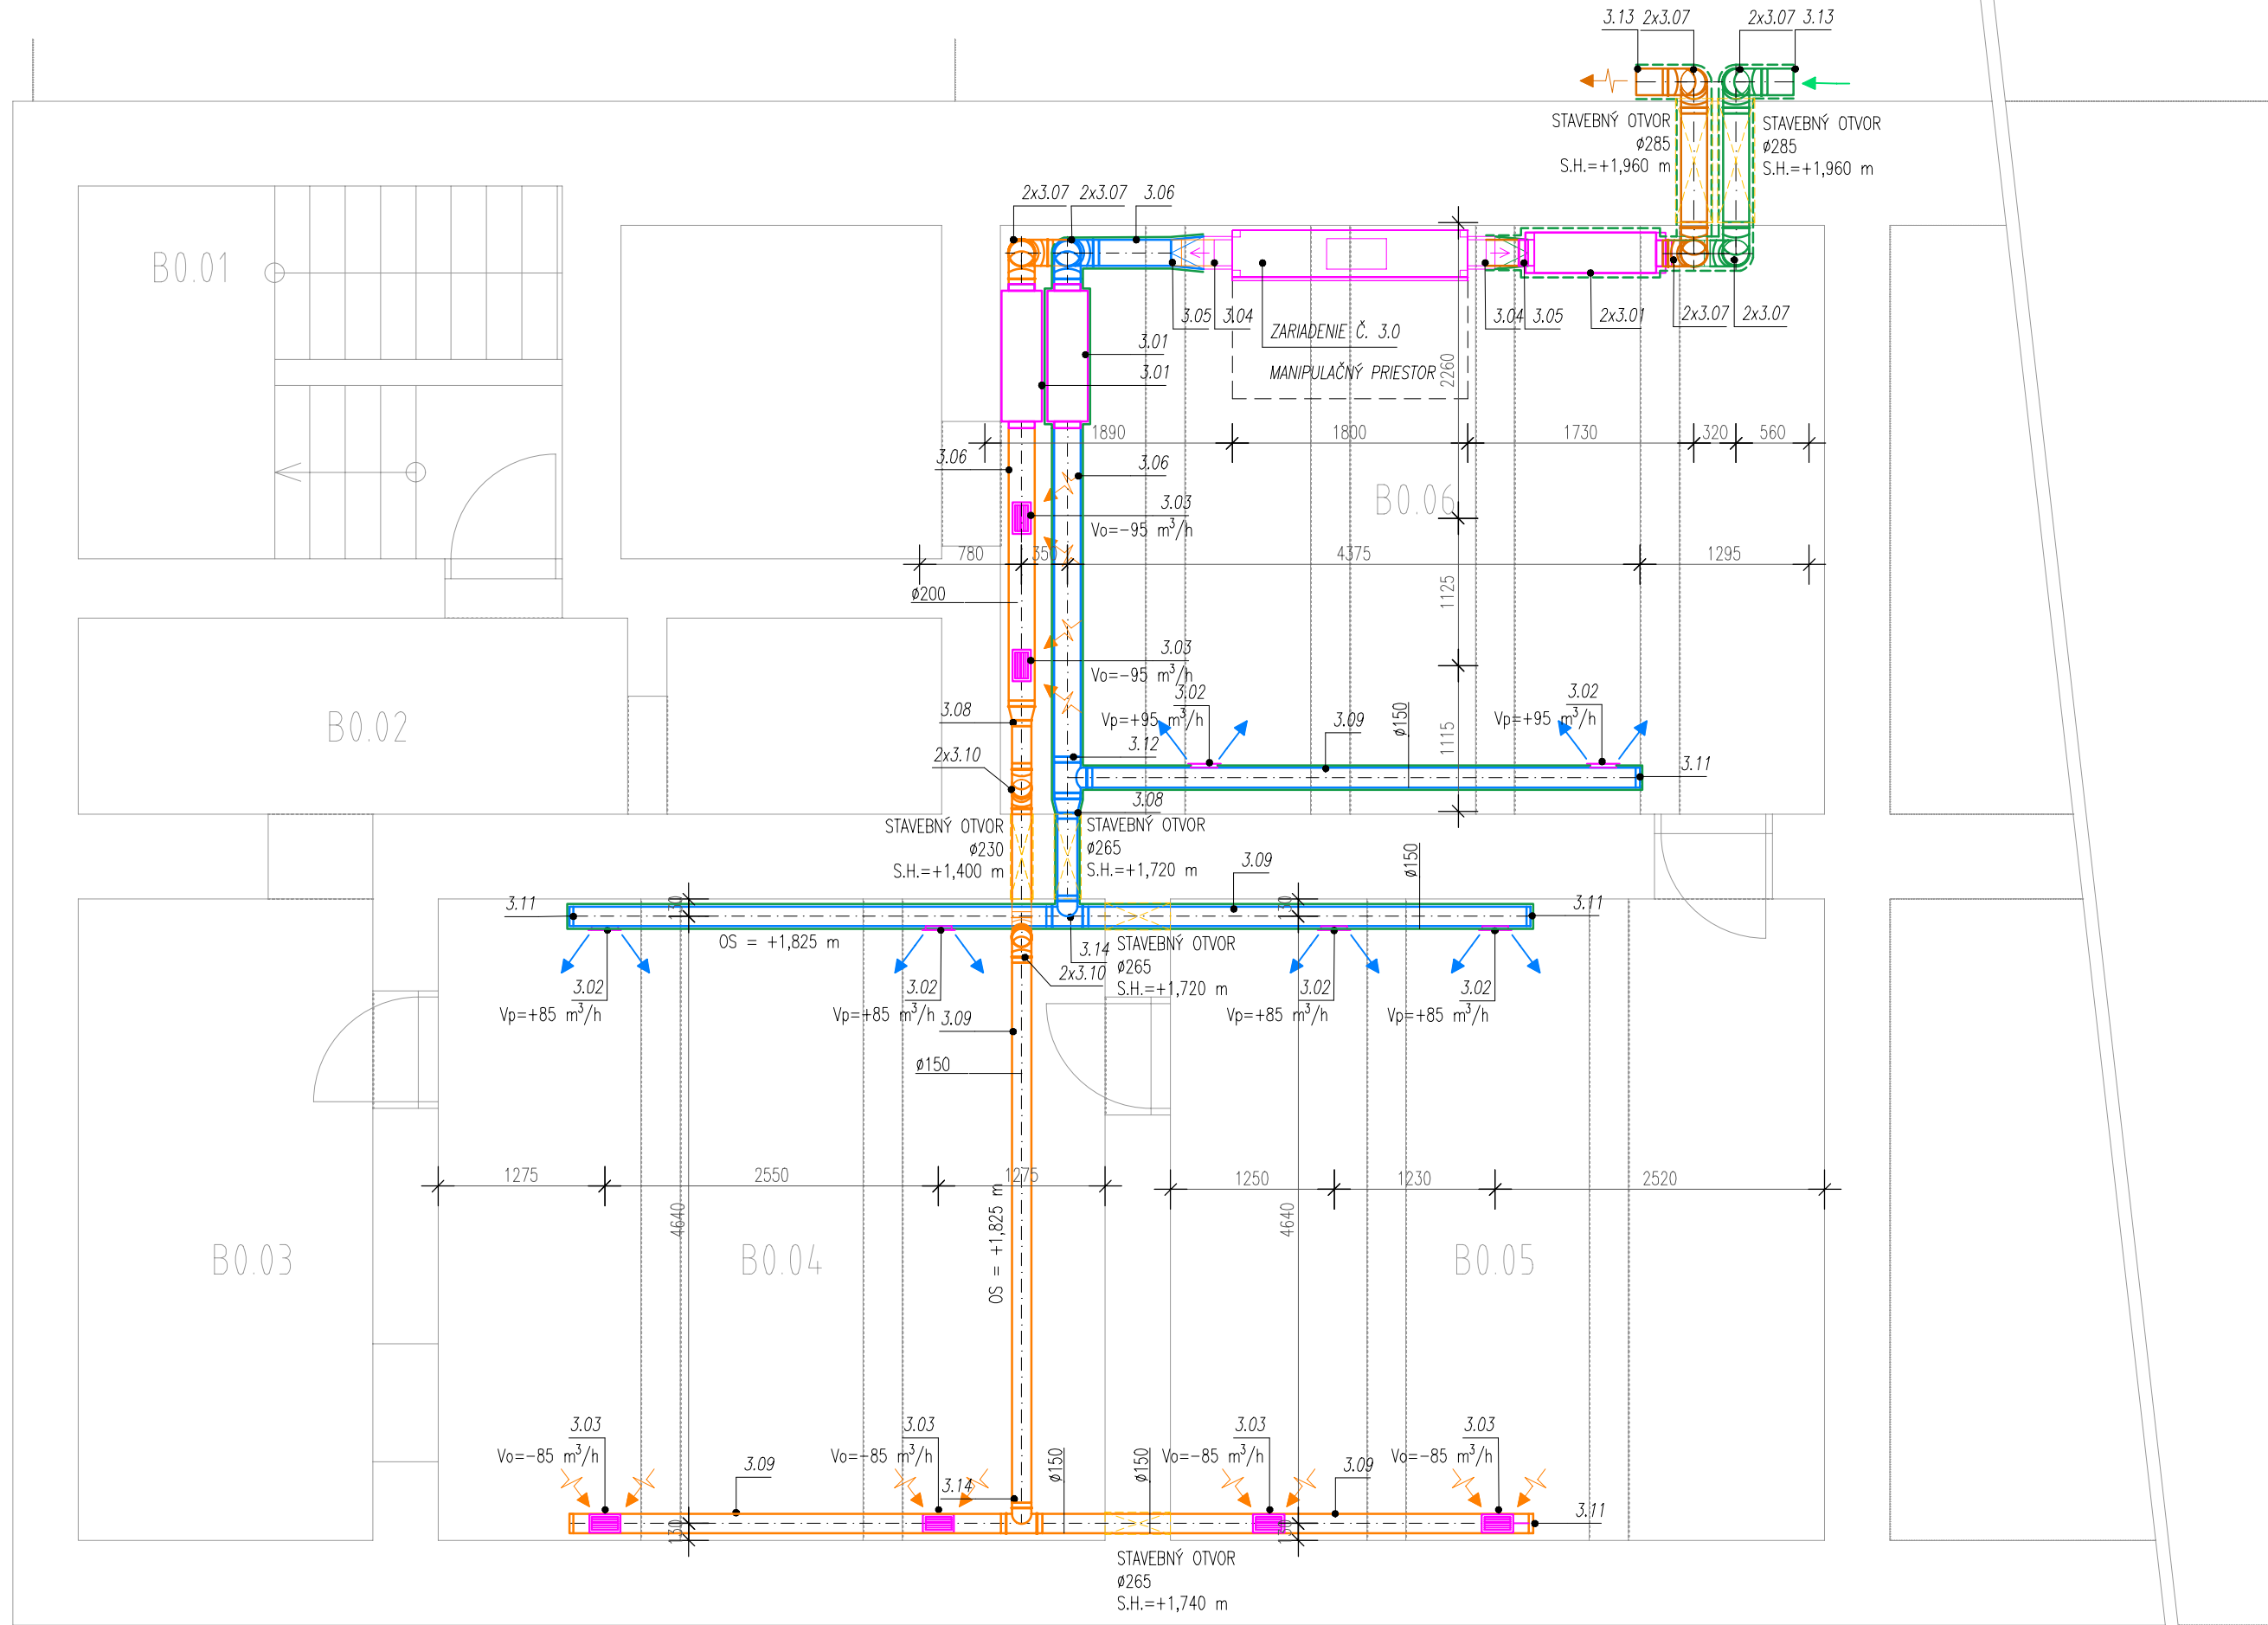 3.13 2x3.07 2x3.07 3.13
STAVEBNÝ OTVOR
ø285
S.H.=+1,960 m
STAVEBNÝ OTVOR
ø285
S.H.=+1,960 m
2x3.07 2x3.07 3.06
B0.01
3.05 3.04
ZARIADENIE Č. 3.0
3.04 3.05 2x3.01 2x3.07 2x3.07
3.01
3.01
MANIPULAČNÝ PRIESTOR
2260
1890 1800 1730 320 560
3.06 3.06
B0.06
3.03
Vo=-95 m³/h
780 350 4375 1295
ø200
1125
3.03
Vo=-95 m³/h
3.02
Vp=+95 m³/h
3.02
Vp=+95 m³/h
3.08
B0.02
3.09
ø150
1115
3.12
2x3.10
3.11
3.08
STAVEBNÝ OTVOR
ø230
S.H.=+1,400 m
STAVEBNÝ OTVOR
ø265
S.H.=+1,720 m
3.09
ø150
3.11
130
130
3.11
OS = +1,825 m
3.14
STAVEBNÝ OTVOR
ø265
S.H.=+1,720 m
2x3.10
3.02
Vp=+85 m³/h
3.02
Vp=+85 m³/h
3.02
Vp=+85 m³/h
3.02
Vp=+85 m³/h
3.09
ø150
1275 2550 1275
1250 1230 2520
4640
OS = +1,825 m
4640
B0.03
B0.04
B0.05
3.03
Vo=-85 m³/h
3.03
Vo=-85 m³/h
3.03
Vo=-85 m³/h
3.03
Vo=-85 m³/h
3.09
3.14
ø150
ø150
3.09
3.11
130
130
STAVEBNÝ OTVOR
ø265
S.H.=+1,740 m